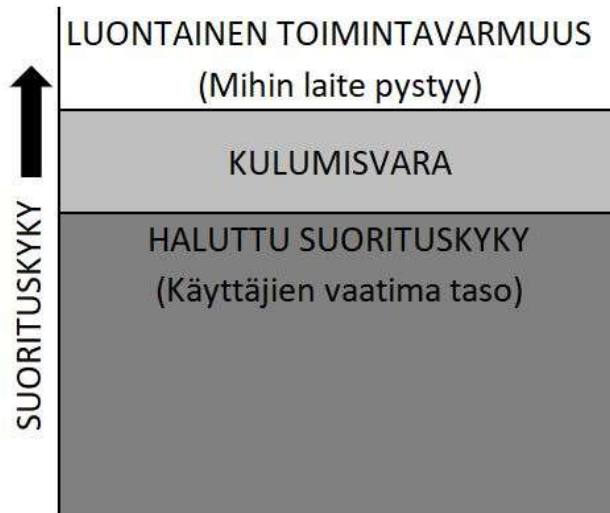 LUONTAINEN TOIMINTAVARMUUS
(Mihin laite pystyy)
KULUMISVARA
HALUTTU SUORITUSKYKY
(Käyttäjien vaatima taso)
SUORITUSKYKY